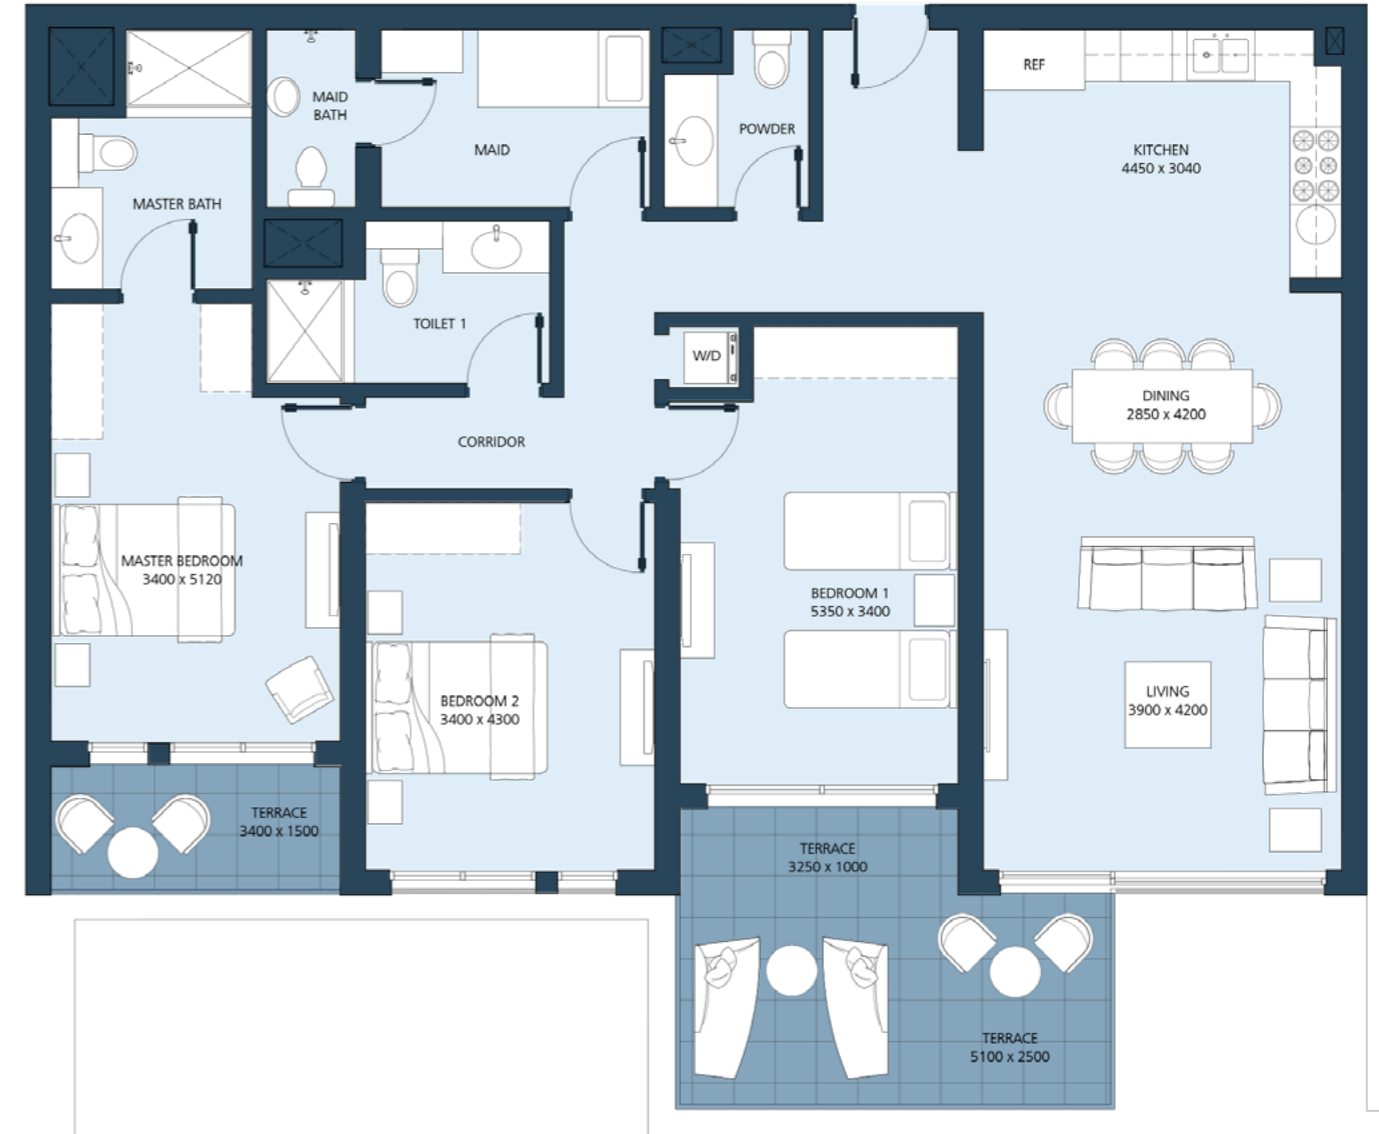 REF
MAID
BATH
POWDER
MAID
KITCHEN
4450 x 3040
MASTER BATH
TOILET 1
W/D
DINING
2850 x 4200
CORRIDOR
MASTER BEDROOM
3400 x 5120
BEDROOM 1
5350 x 3400
BEDROOM 2
3400 x 4300
LIVING
3900 x 4200
TERRACE
3400 x 1500
TERRACE
3250 x 1000
TERRACE
5100 x 2500